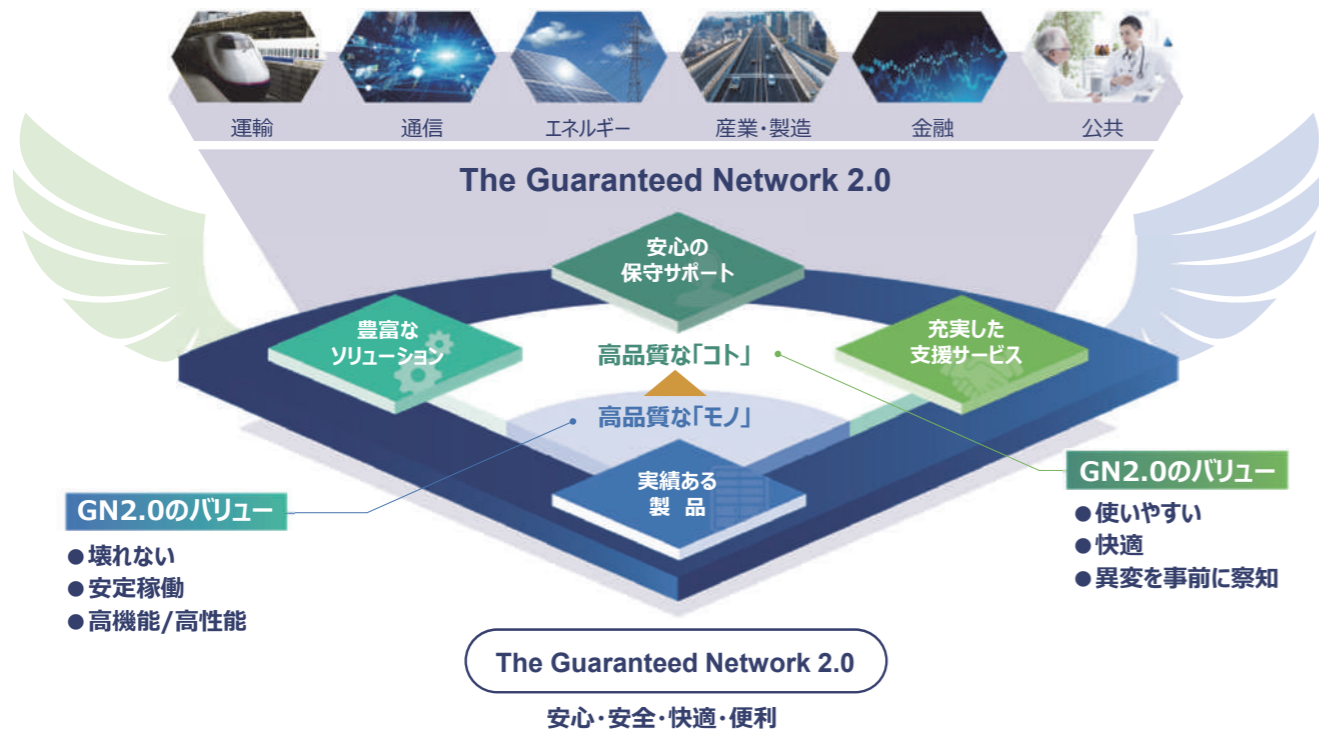 運輸
通信
エネルギー
産業・製造
金融
公共
The Guaranteed Network 2.0
安心の
保守サポート
豊富な
ソリューション
充実した
支援サービス
高品質な「コト」
高品質な「モノ」
実績ある
製 品
GN2.0のバリュー
●壊れない
●安定稼働
●高機能/高性能
GN2.0のバリュー
●使いやすい
●快適
●異変を事前に察知
The Guaranteed Network 2.0
安心・安全・快適・便利